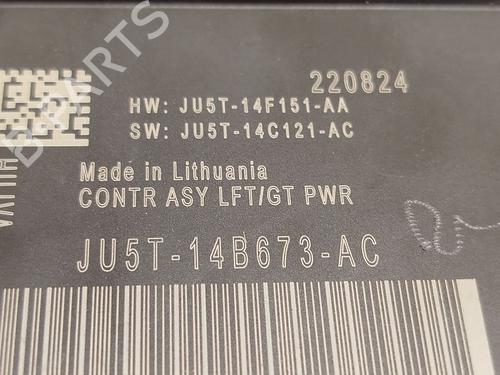 220824
HW: JU5T-14F151-AA
SW: JU5T-14C121-AC
Made in Lithuania
CONTR ASY LFT/GT PWR
JU5T-14B673-AC
B-PARTS